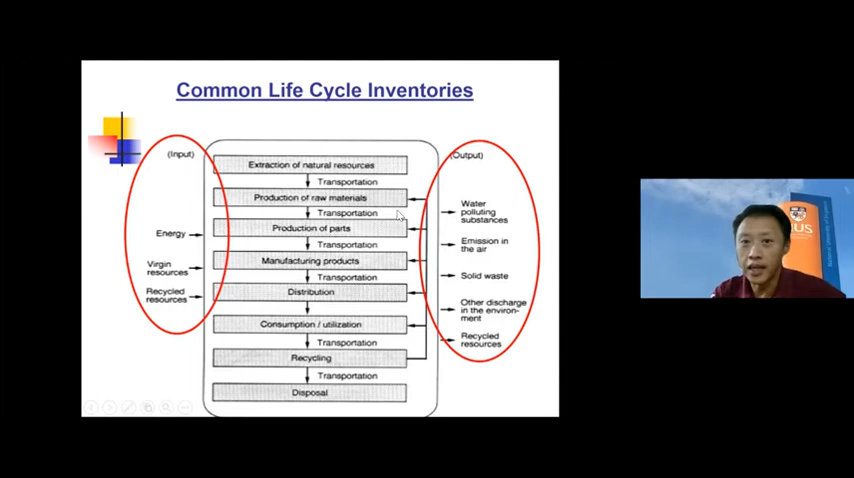 Common Life Cycle Inventories
(Input)
Energy
Virgin
resources
Recycled
resources
Extraction of natural resources
Transportation
Production of raw materials
Transportation
Production of parts
Transportation
Manufacturing products
Transportation
Distribution
Consumption / utilization
Transportation
Recycling
Transportation
Disposal
(Output)
Water
polluting
substances
Emission in
the air
Solid waste
Other discharge
in the environ-
ment
Recycled
resources